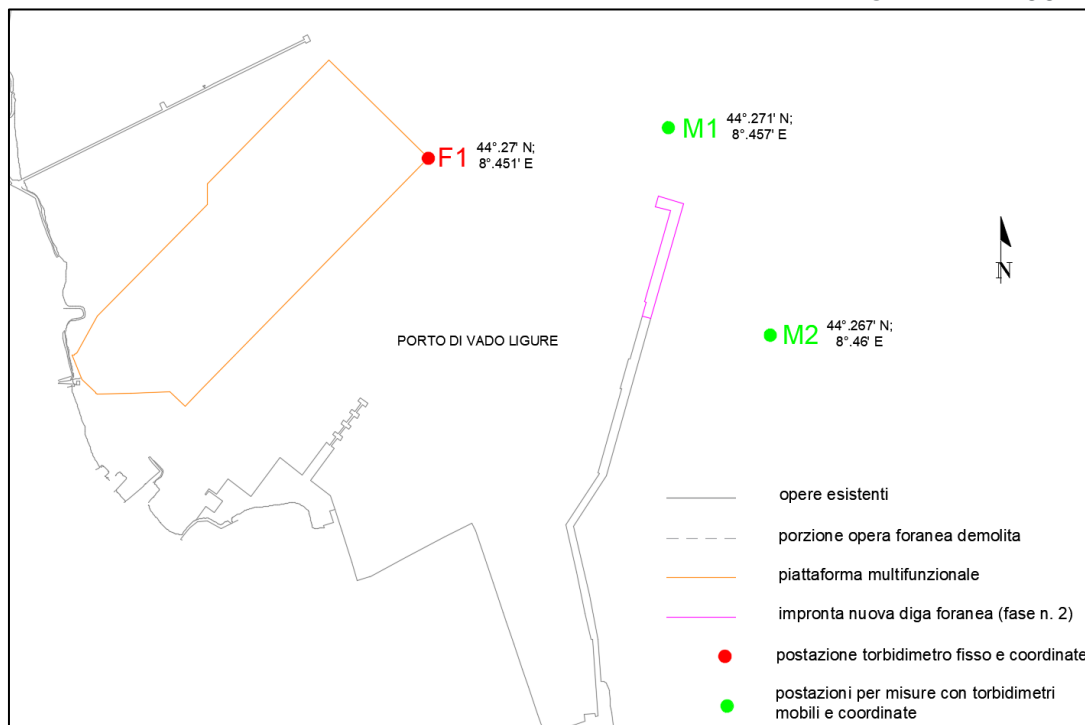 F1
44°.27' N;
8°.451' E
M1
44°.271' N;
8°.457' E
N
PORTO DI VADO LIGURE
M2
44°.267' N;
8°.46' E
opere esistenti
porzione opera foranea demolita
piattaforma multifunzionale
impronta nuova diga foranea (fase n. 2)
postazione torbidimetro fisso e coordinate
postazioni per misure con torbidimetri
mobili e coordinate